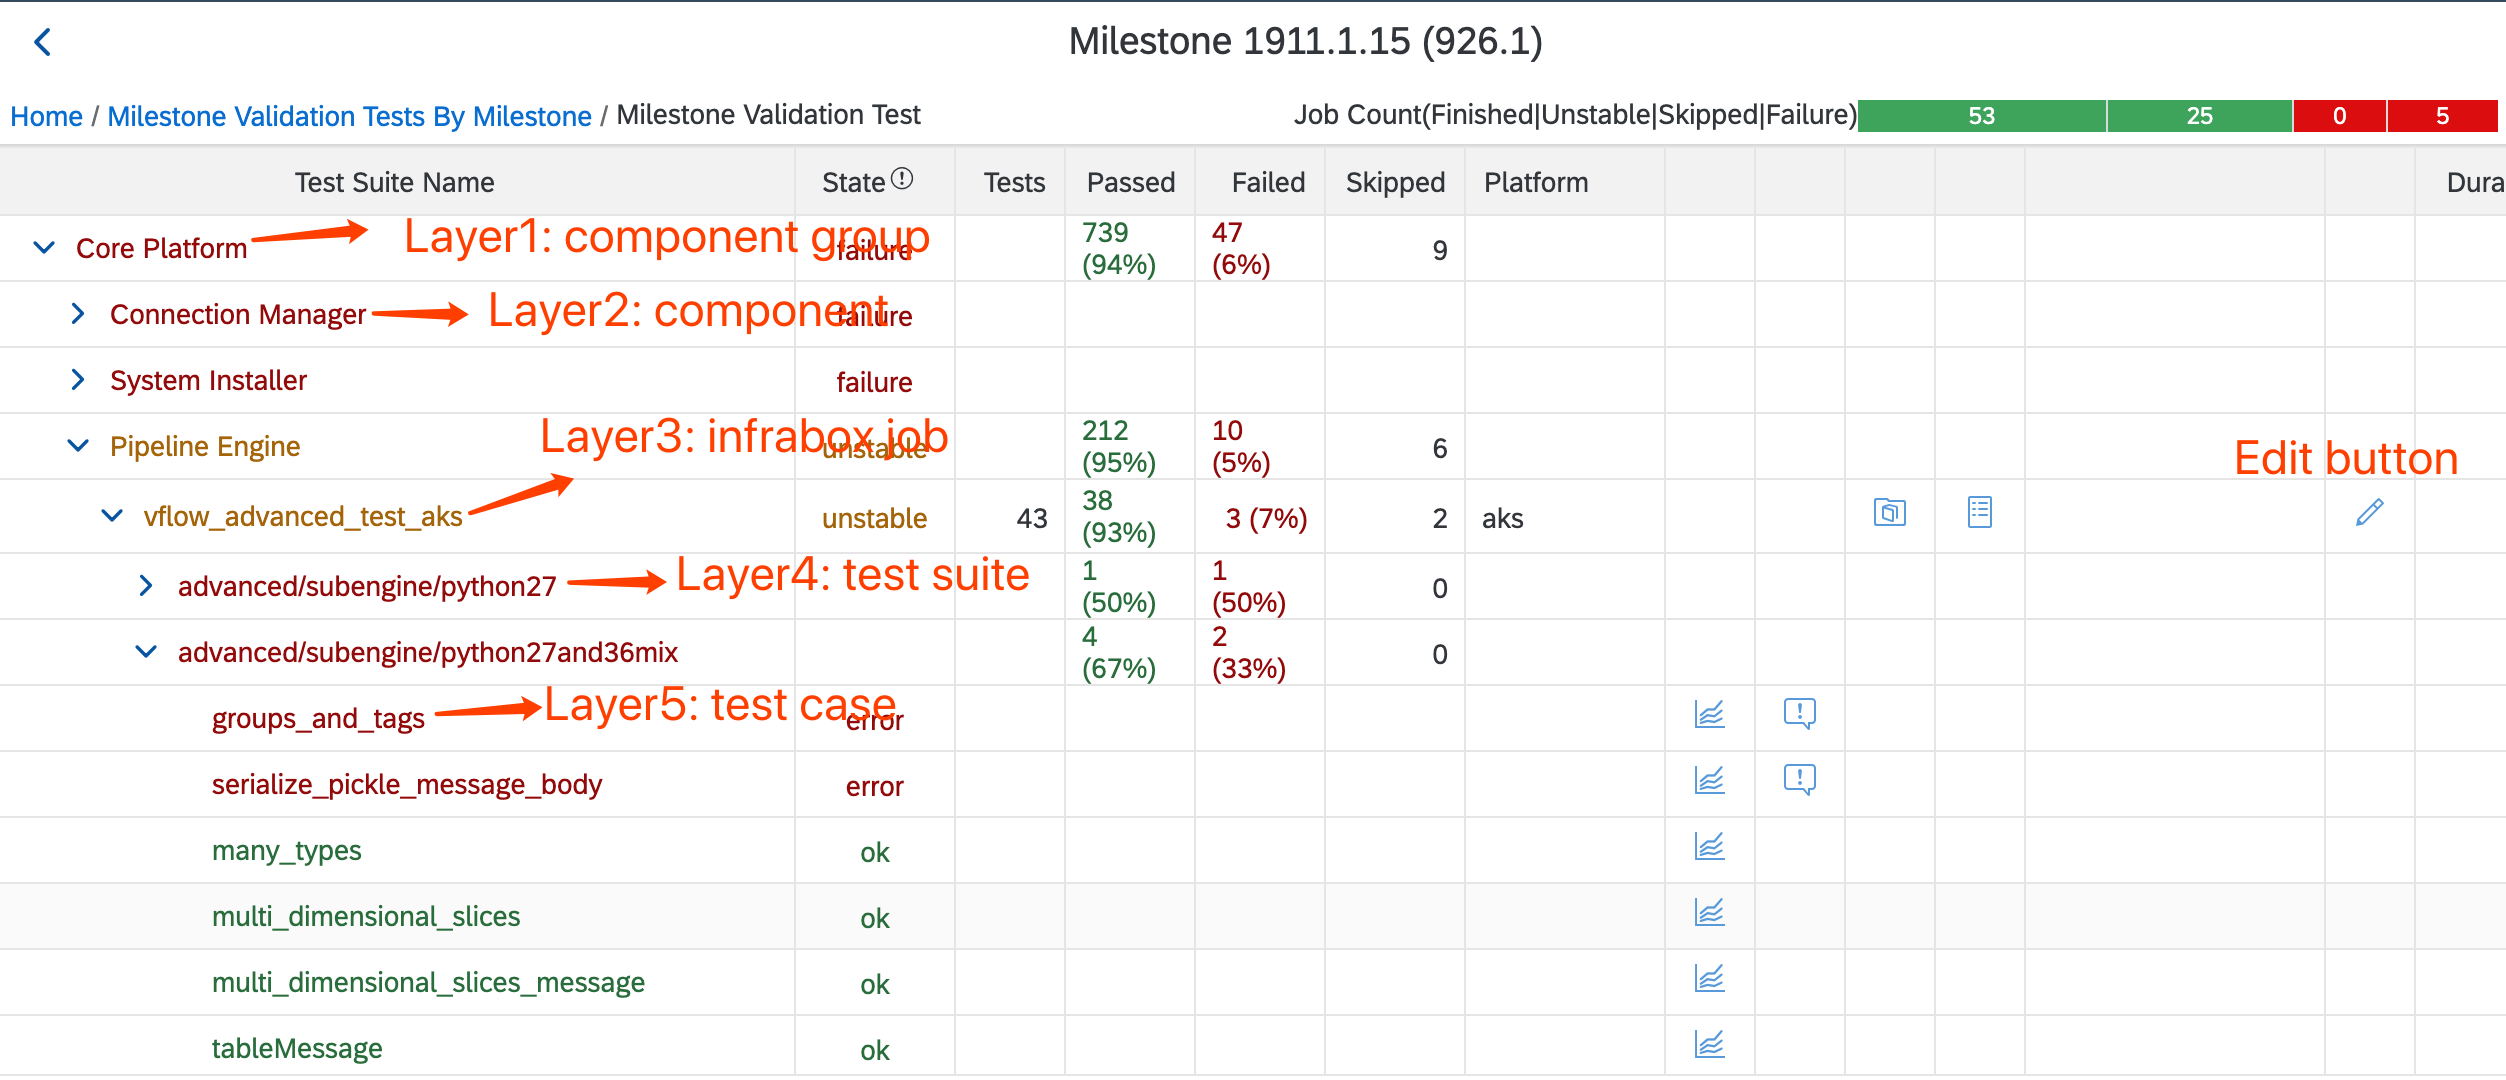 Milestone 1911.1.15 (926.1)
Home / Milestone Validation Tests By Milestone / Milestone Validation Test
Job Count(Finished|Unstable|Skipped|Failure) 53 25 0 5
Test Suite Name State Tests Passed Failed Skipped Platform Dura
Core Platform Layer1: component group failure 739 (94%) 47 (6%) 9
Connection Manager Layer2: component failure
System Installer failure
Pipeline Engine Layer3: infrabox job unstable 212 (95%) 10 (5%) 6 Edit button
vflow_advanced_test_aks unstable 43 38 (93%) 3 (7%) 2 aks
advanced/subengine/python27 Layer4: test suite 1 (50%) 1 (50%) 0
advanced/subengine/python27and36mix 4 (67%) 2 (33%) 0
groups_and_tags Layer5: test case error
serialize_pickle_message_body error
many_types ok
multi_dimensional_slices ok
multi_dimensional_slices_message ok
tableMessage ok